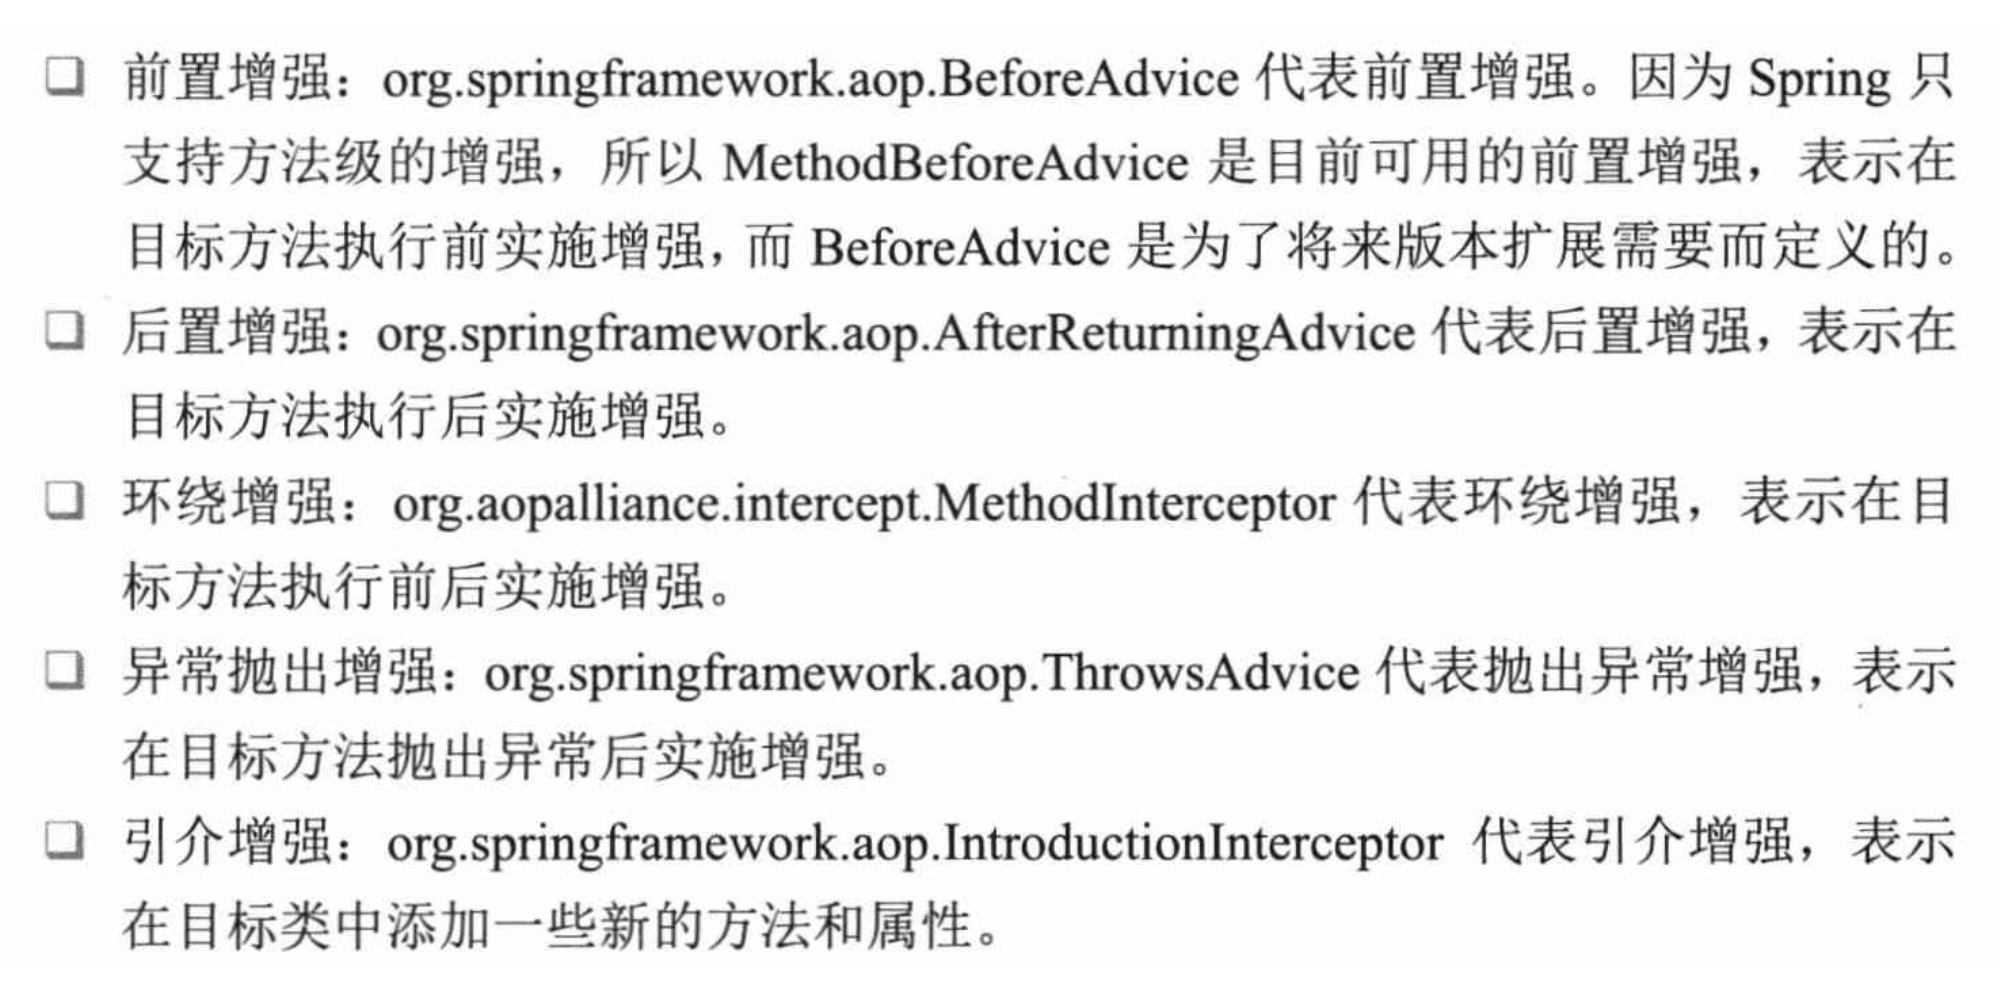 ❑ 前置增强：org.springframework.aop.BeforeAdvice 代表前置增强。因为 Spring 只
支持方法级的增强，所以 MethodBeforeAdvice 是目前可用的前置增强，表示在
目标方法执行前实施增强，而 BeforeAdvice 是为了将来版本扩展需要而定义的。
❑ 后置增强：org.springframework.aop.AfterReturningAdvice 代表后置增强，表示在
目标方法执行后实施增强。
❑ 环绕增强：org.aopalliance.intercept.MethodInterceptor 代表环绕增强，表示在目
标方法执行前后实施增强。
❑ 异常抛出增强：org.springframework.aop.ThrowsAdvice 代表抛出异常增强，表示
在目标方法抛出异常后实施增强。
❑ 引介增强：org.springframework.aop.IntroductionInterceptor 代表引介增强，表示
在目标类中添加一些新的方法和属性。